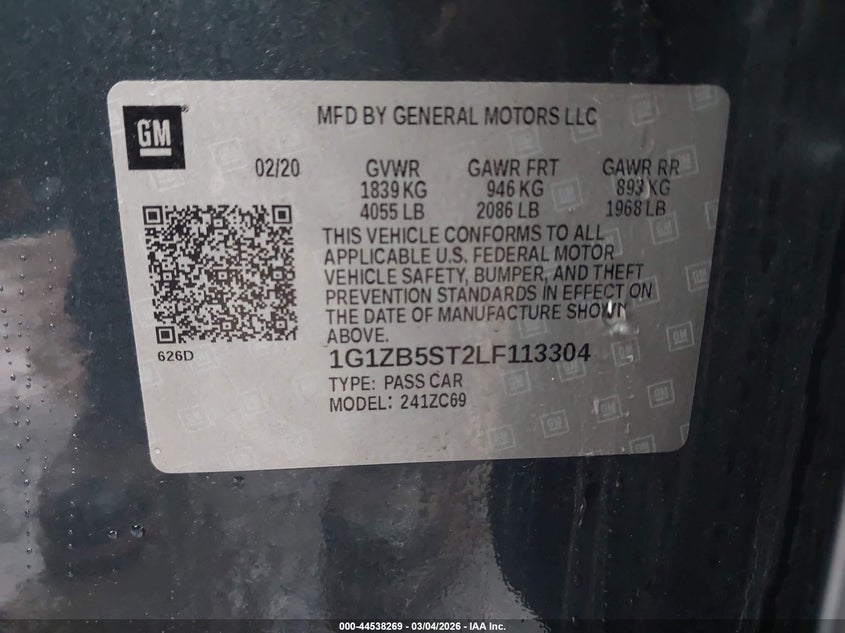 GM
MFD BY GENERAL MOTORS LLC
02/20 GVWR GAWR FRT GAWR RR
1839 KG 946 KG 893 KG
4055 LB 2086 LB 1968 LB
THIS VEHICLE CONFORMS TO ALL
APPLICABLE U.S. FEDERAL MOTOR
VEHICLE SAFETY, BUMPER, AND THEFT
PREVENTION STANDARDS IN EFFECT ON
THE DATE OF MANUFACTURE SHOWN
ABOVE.
626D
1G1ZB5ST2LF113304
TYPE: PASS CAR
MODEL: 241ZC69
000-44538269 - 03/04/2026 - IAA Inc.